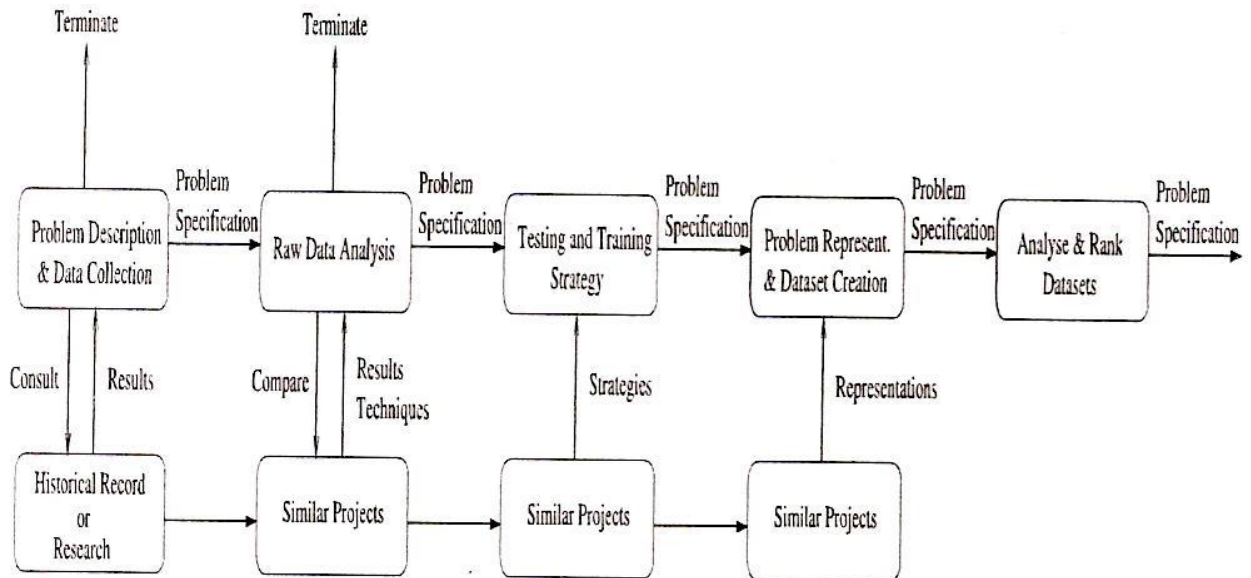 Terminate
Terminate
Problem
Specification
Problem
Specification
Problem
Specification
Problem
Specification
Problem
Specification
Problem Description
& Data Collection
Raw Data Analysis
Testing and Training
Strategy
Problem Represent.
& Dataset Creation
Analyse & Rank
Datasets
Consult
Results
Compare
Results
Techniques
Strategies
Representations
Historical Record
or
Research
Similar Projects
Similar Projects
Similar Projects